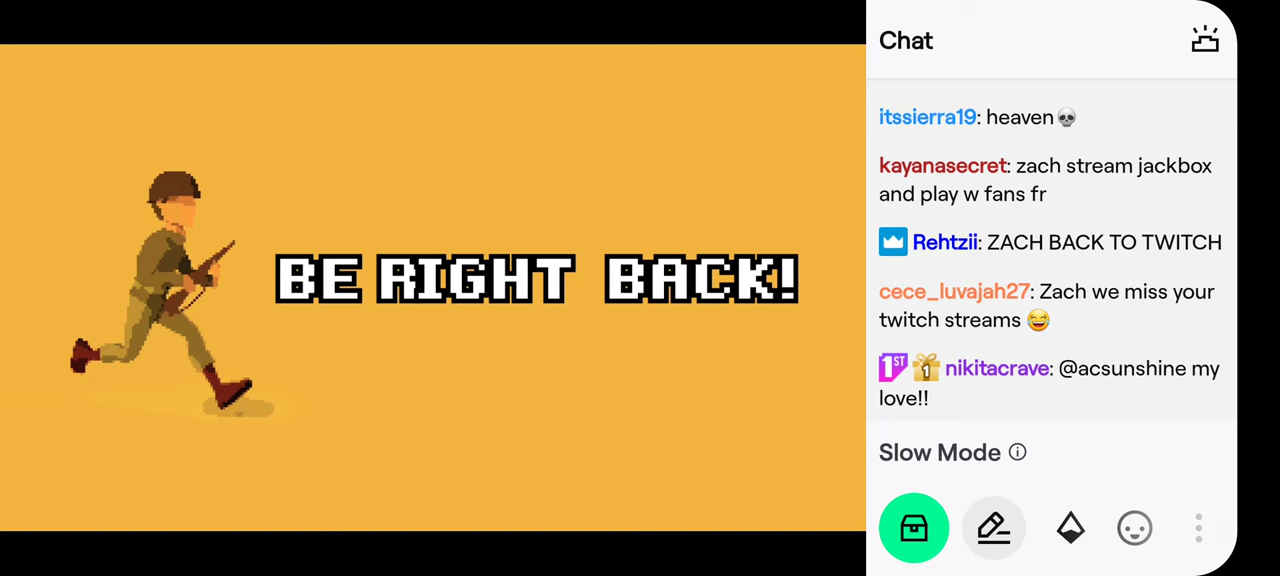 BE RIGHT BACK!
Chat
itssierra19: heaven💀
kayanasecret: zach stream jackbox
and play w fans fr
Rehtzii: ZACH BACK TO TWITCH
cece_luvajah27: Zach we miss your
twitch streams 😂
1ST 1 nikitacrave: @acsunshine my
love!!
Slow Mode